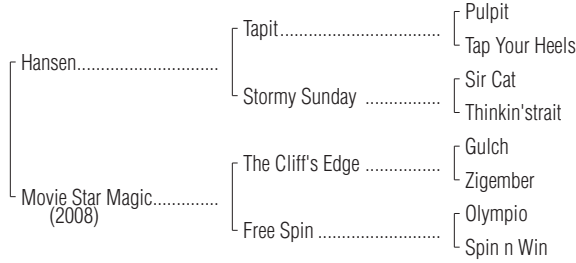 Pulpit
Tapit
Tap Your Heels
Hansen
Sir Cat
Stormy Sunday
Thinkin'strait
Gulch
The Cliff's Edge
Zigember
Movie Star Magic
(2008)
Olympio
Free Spin
Spin n Win